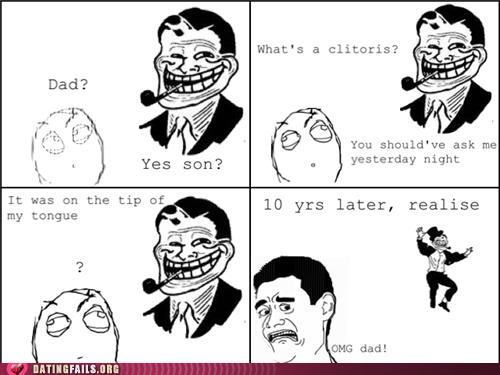 Dad?
Yes son?
What's a clitoris?
You should've ask me
yesterday night
It was on the tip of
my tongue
?
10 yrs later, realise
OMG dad!
DATINGFAILS.ORG